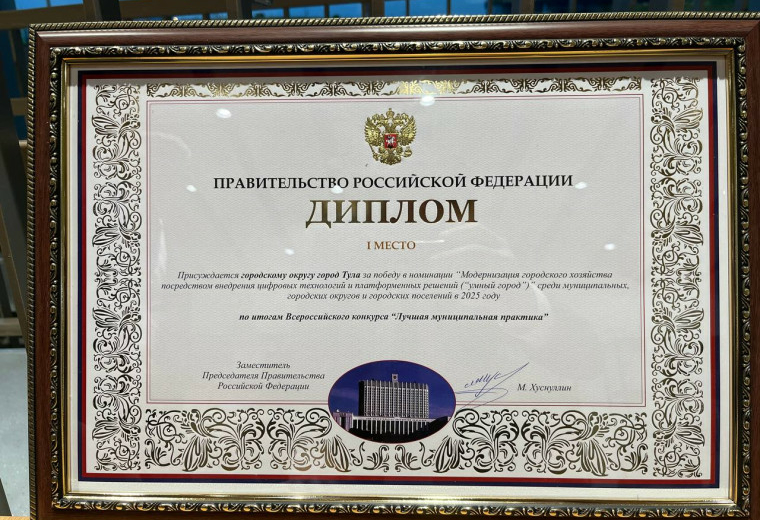 ПРАВИТЕЛЬСТВО РОССИЙСКОЙ ФЕДЕРАЦИИ
ДИПЛОМ
I МЕСТО
Присуждается городскому округу город Тула за победу в номинации “Модернизация городского хозяйства
посредством внедрения цифровых технологий и платформенных решений (“умный город”)” среди муниципальных,
городских округов и городских поселений в 2025 году
по итогам Всероссийского конкурса “Лучшая муниципальная практика”
Заместитель
Председателя Правительства
Российской Федерации
М. Хуснуллин